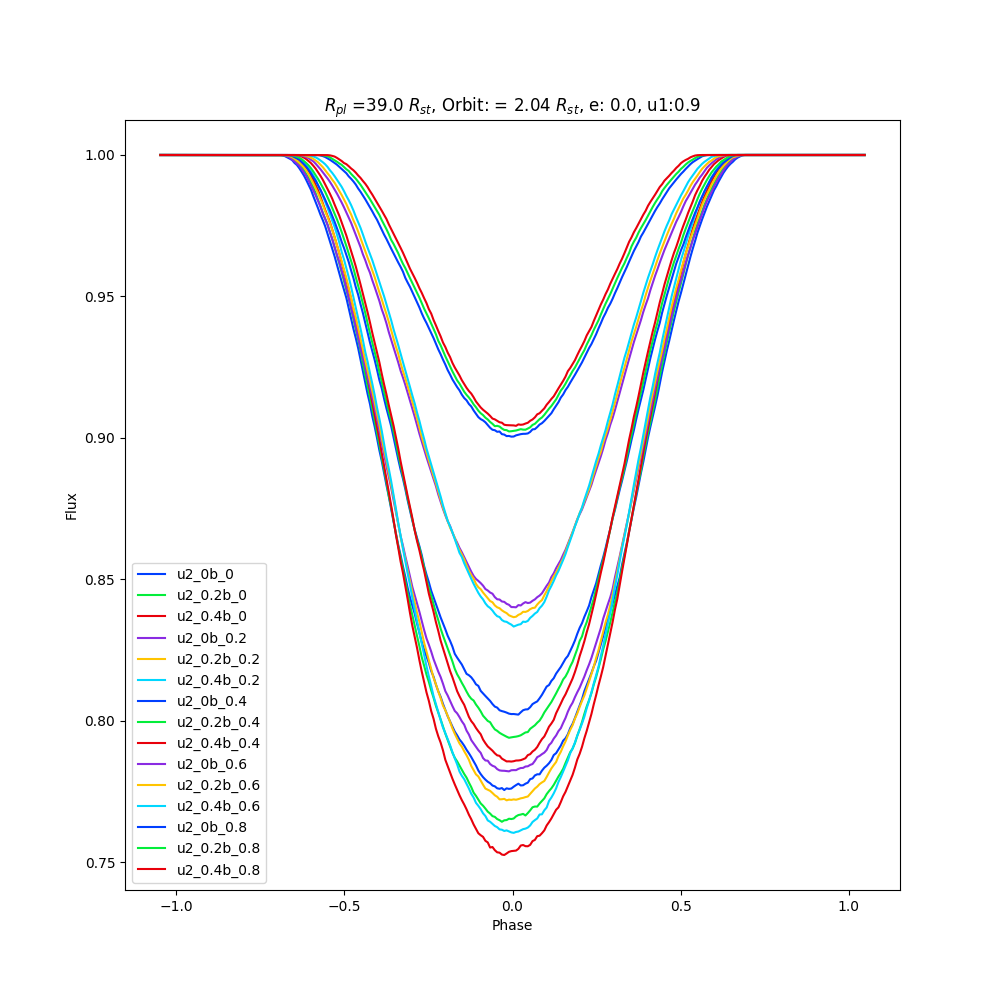 R_pl =39.0 R_st, Orbit: = 2.04 R_st, e: 0.0, u1:0.9
1.00
0.95
0.90
0.85
0.80
0.75
Flux
u2_0b_0
u2_0.2b_0
u2_0.4b_0
u2_0b_0.2
u2_0.2b_0.2
u2_0.4b_0.2
u2_0b_0.4
u2_0.2b_0.4
u2_0.4b_0.4
u2_0b_0.6
u2_0.2b_0.6
u2_0.4b_0.6
u2_0b_0.8
u2_0.2b_0.8
u2_0.4b_0.8
−1.0 −0.5 0.0 0.5 1.0
Phase